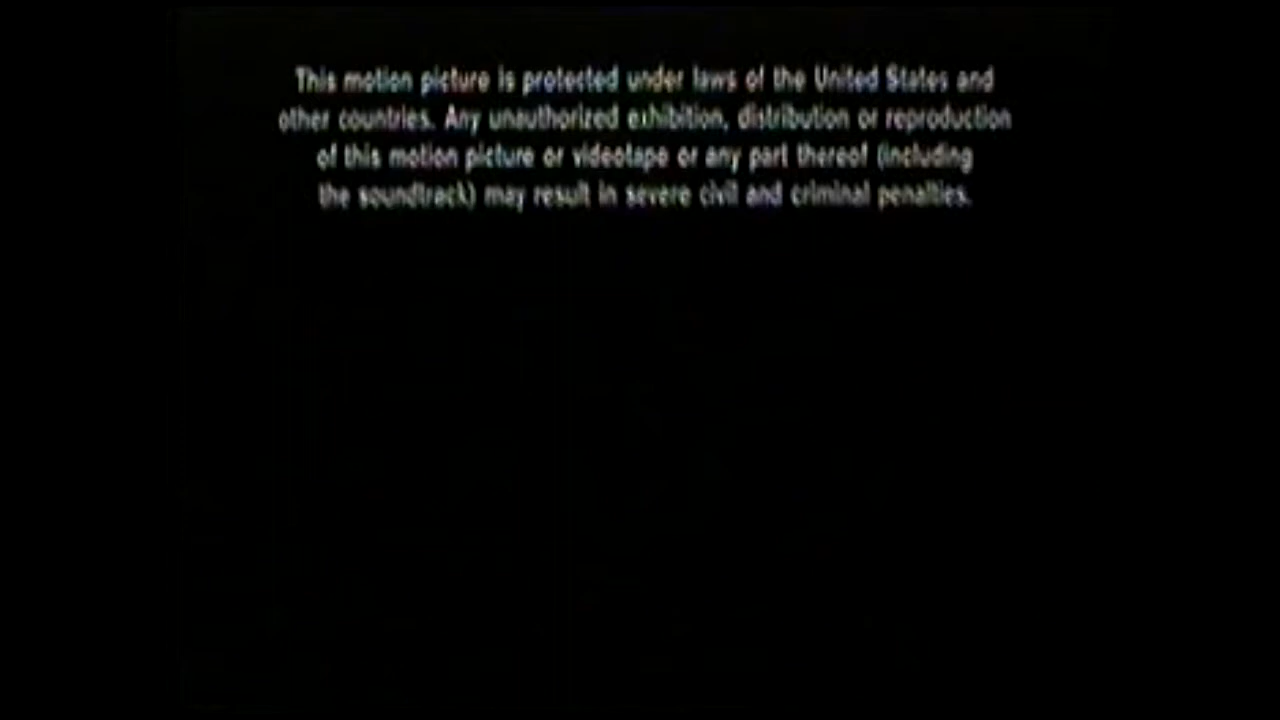 This motion picture is protected under laws of the United States and
other countries. Any unauthorized exhibition, distribution or reproduction
of this motion picture or videotape or any part thereof (including
the soundtrack) may result in severe civil and criminal penalties.